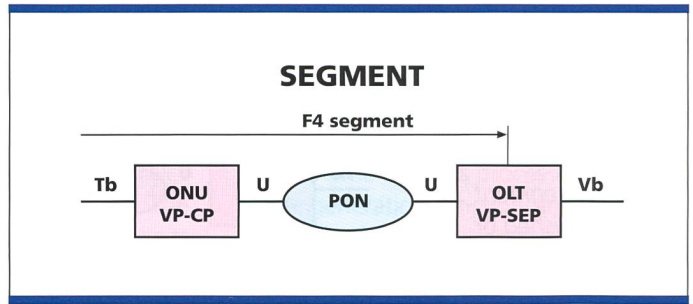 SEGMENT
F4 segment
Tb
ONU
VP-CP
U
PON
U
OLT
VP-SEP
Vb